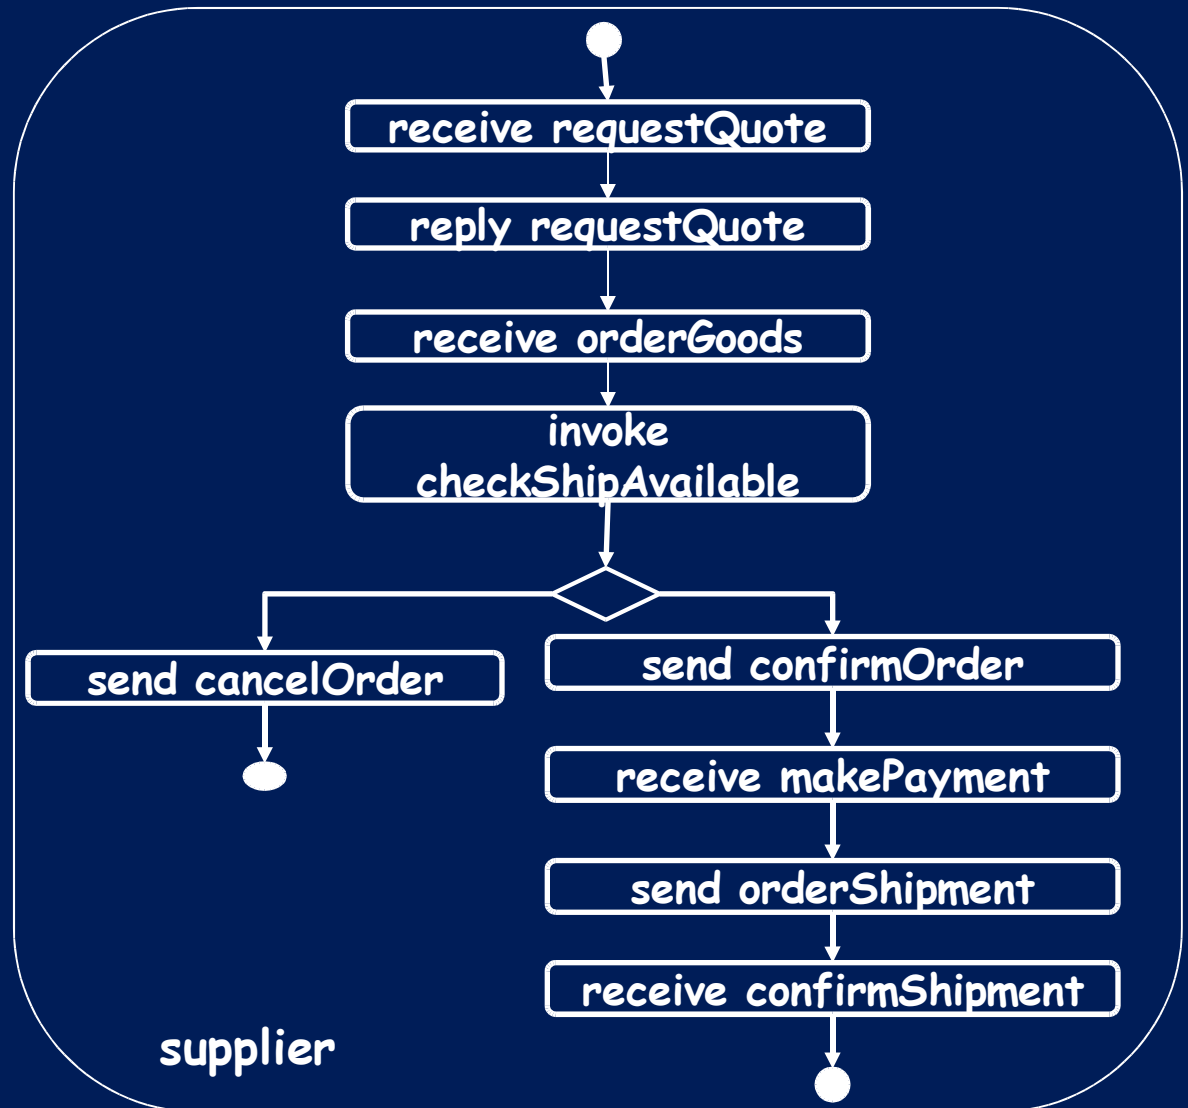 receive requestQuote
reply requestQuote
receive orderGoods
invoke
checkShipAvailable
send cancelOrder
send confirmOrder
receive makePayment
send orderShipment
receive confirmShipment
supplier